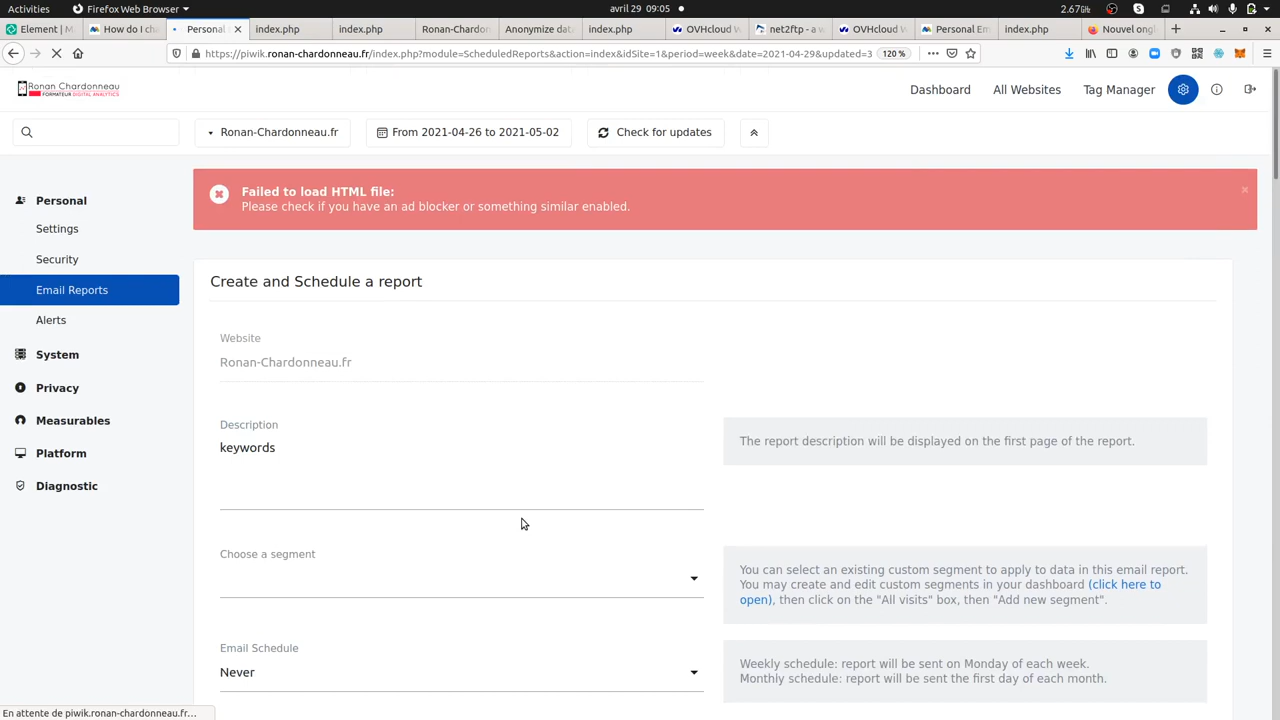 Activities
Firefox Web Browser
avril 29 09:05
2.67
Element | M
How do I ch
Personal
index.php
index.php
Ronan-Chardon
Anonymize data
index.php
OVHcloud W
net2ftp - a w
OVHcloud W
Personal Em
index.php
Nouvel ongl
https://piwik.ronan-chardonneau.fr/index.php?module=ScheduledReports&action=index&idSite=1&period=week&date=2021-04-29&updated=3
120 %
Ronan Chardonneau
FORMATEUR DIGITAL ANALYTICS
Dashboard
All Websites
Tag Manager
Ronan-Chardonneau.fr
From 2021-04-26 to 2021-05-02
Check for updates
Personal
Settings
Security
Email Reports
Alerts
System
Privacy
Measurables
Platform
Diagnostic
Failed to load HTML file:
Please check if you have an ad blocker or something similar enabled.
Create and Schedule a report
Website
Ronan-Chardonneau.fr
Description
keywords
The report description will be displayed on the first page of the report.
Choose a segment
You can select an existing custom segment to apply to data in this email report.
You may create and edit custom segments in your dashboard (click here to
open), then click on the "All visits" box, then "Add new segment".
Email Schedule
Never
Weekly schedule: report will be sent on Monday of each week.
Monthly schedule: report will be sent the first day of each month.
En attente de piwik.ronan-chardonneau.fr…